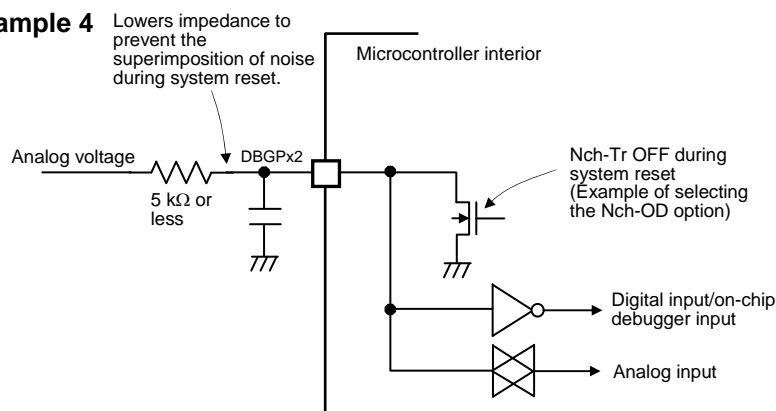 ample 4
Lowers impedance to
prevent the
superimposition of noise
during system reset.
Microcontroller interior
Analog voltage
DBGPx2
5 kΩ or
less
Nch-Tr OFF during
system reset
(Example of selecting
the Nch-OD option)
Digital input/on-chip
debugger input
Analog input